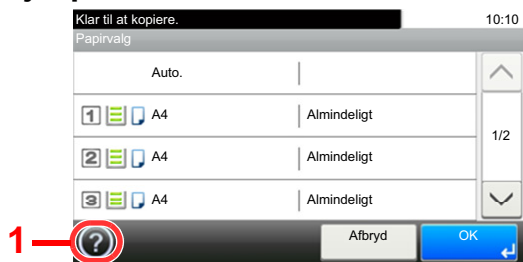 Klar til at kopiere. 10:10
Papirvalg
Auto.
1 A4 Almindeligt
1/2
2 A4 Almindeligt
3 A4 Almindeligt
1 ? Afbryd OK